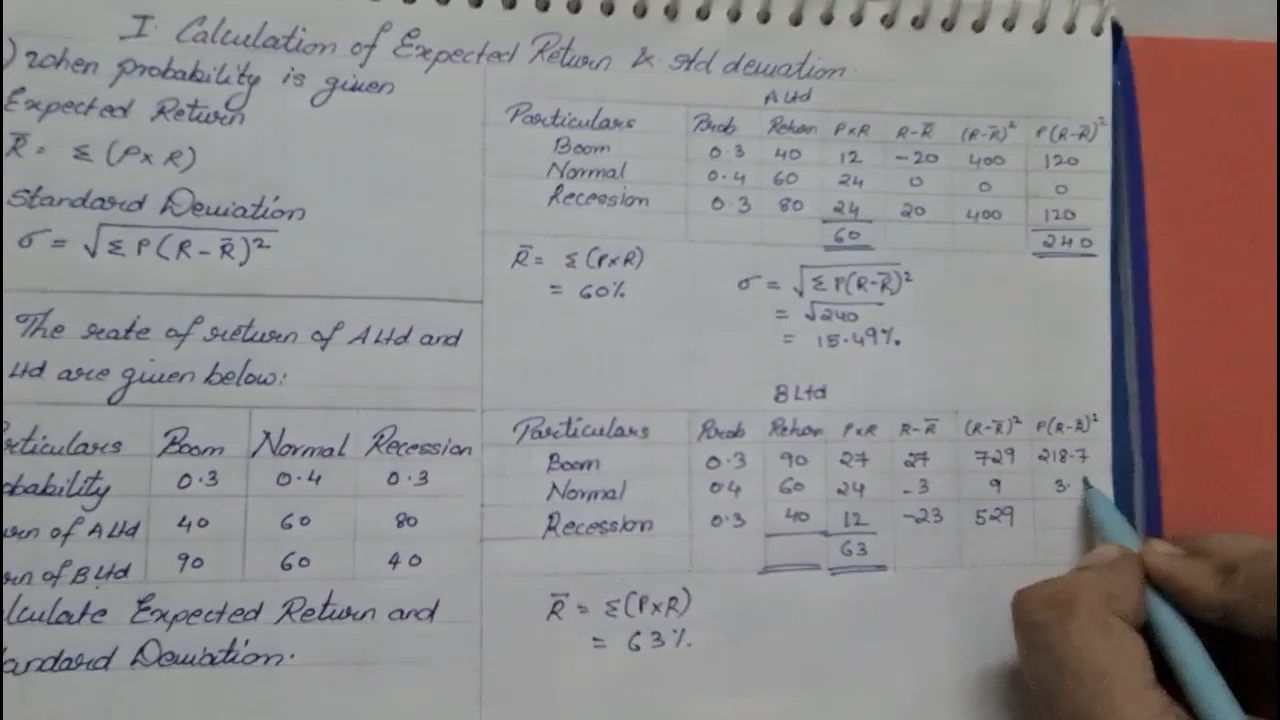 I. Calculation of Expected Return & std deviation
) when probability is given
Expected Return
R̄ = Σ (P×R)
Standard Deviation
σ = √Σ P(R-R̄)²
The rate of return of A Ltd and
Ltd are given below:
rticulars Boom Normal Recession
obability 0.3 0.4 0.3
urn of A Ltd 40 60 80
urn of B Ltd 90 60 40
lculate Expected Return and
andard Deviation.
A Ltd
Particulars Prob Return P×R R-R̄ (R-R̄)² P(R-R̄)²
Boom 0.3 40 12 -20 400 120
Normal 0.4 60 24 0 0 0
Recession 0.3 80 24 20 400 120
60 240
R̄ = Σ (P×R)
= 60%
σ = √Σ P(R-R̄)²
= √240
= 15.49%
B Ltd
Particulars Prob Return P×R R-R̄ (R-R̄)² P(R-R̄)²
Boom 0.3 90 27 27 729 218.7
Normal 0.4 60 24 -3 9 3.
Recession 0.3 40 12 -23 529
63
R̄ = Σ(P×R)
= 63%